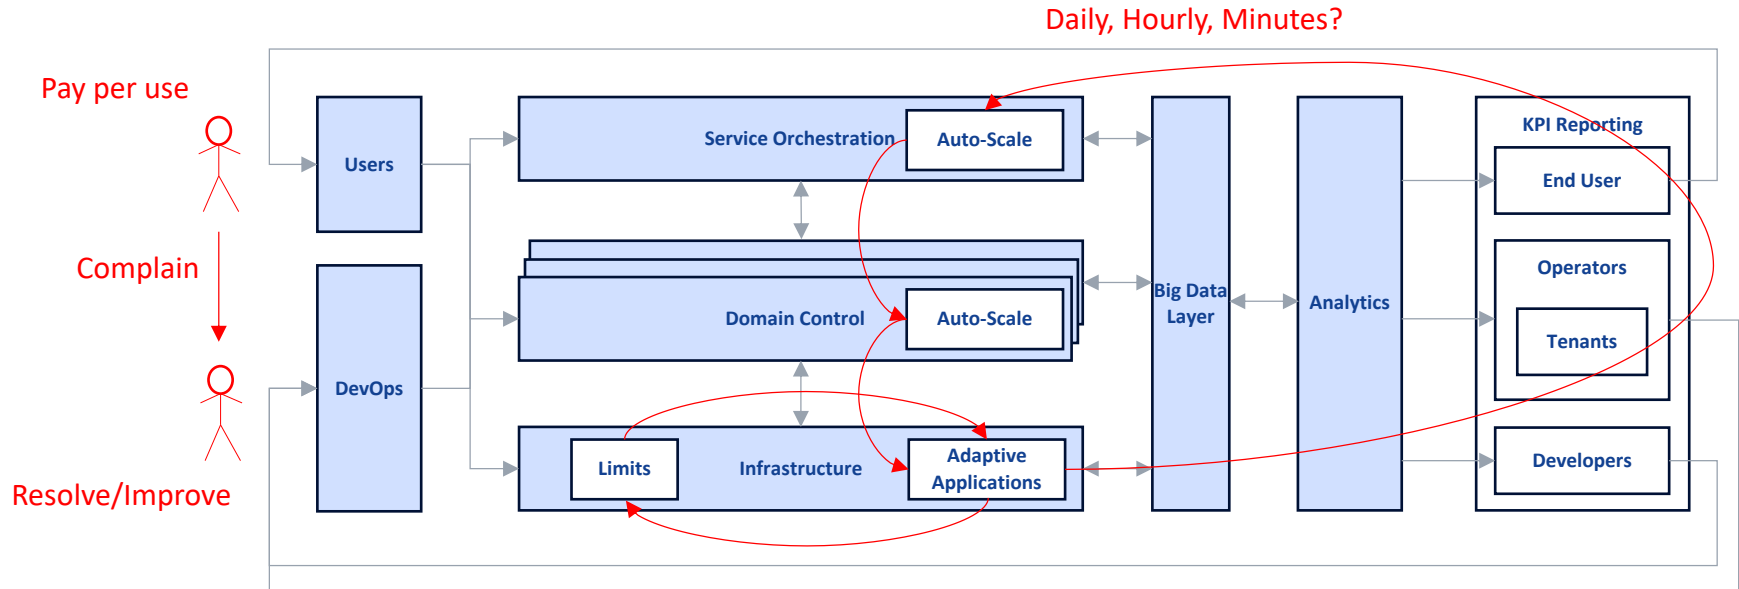 Daily, Hourly, Minutes?
Pay per use
Users
Service Orchestration
Auto-Scale
KPI Reporting
End User
Complain
Domain Control
Auto-Scale
Big Data
Layer
Analytics
Operators
Tenants
DevOps
Resolve/Improve
Limits
Infrastructure
Adaptive
Applications
Developers